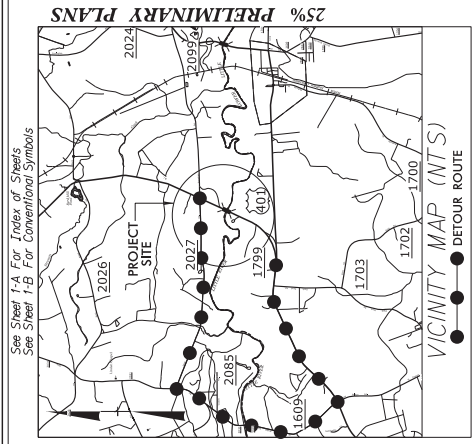 See Sheet 1-A For Index of Sheets
See Sheet 1-B For Conventional Symbols
25% PRELIMINARY PLANS
2024
2099
2026
PROJECT
SITE
2027
401
1799
2085
1609
1703
1702
1700
VICINITY MAP (NTS)
DETOUR ROUTE